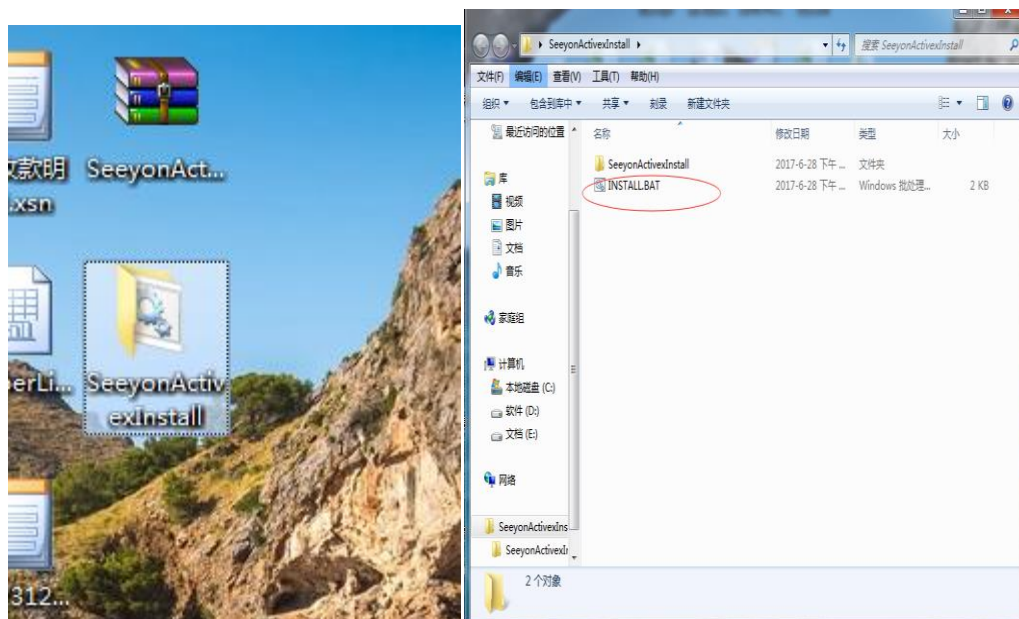 SeeyonAct...
款明
.xsn
SeeyonActiv
exInstall
erLi...
312...
SeeyonActivexInstall
搜索 SeeyonActivexInstall
文件(F) 编辑(E) 查看(V) 工具(T) 帮助(H)
组织 包含到库中 共享 刻录 新建文件夹
最近访问的位置
名称 修改日期 类型 大小
SeeyonActivexInstall 2017-6-28 下午 ... 文件夹
INSTALL.BAT 2017-6-28 下午 ... Windows 批处理... 2 KB
库
视频
图片
文档
音乐
家庭组
计算机
本地磁盘 (C:)
软件 (D:)
文档 (E:)
网络
SeeyonActivexIns
SeeyonActivexIr
2 个对象